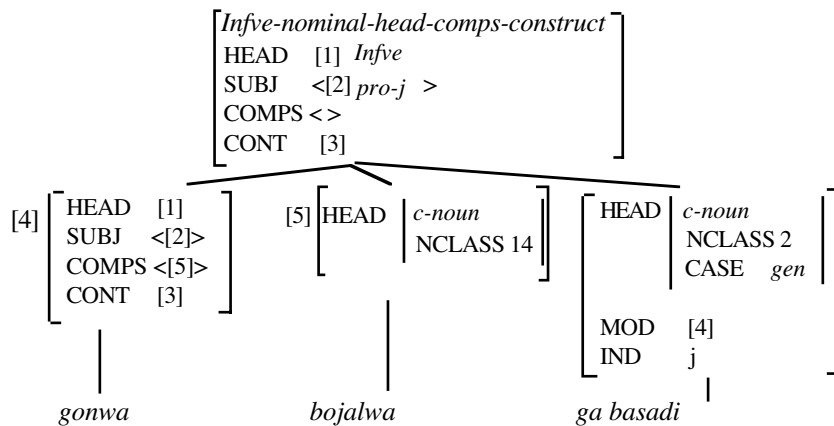 Infve-nominal-head-comps-construct
HEAD [1] Infve
SUBJ <[2] pro-j >
COMPS < >
CONT [3]
[4] HEAD [1]
SUBJ <[2]>
COMPS <[5]>
CONT [3]
[5] HEAD c-noun
NCLASS 14
HEAD c-noun
NCLASS 2
CASE gen
MOD [4]
IND j
gonwa bojalwa ga basadi